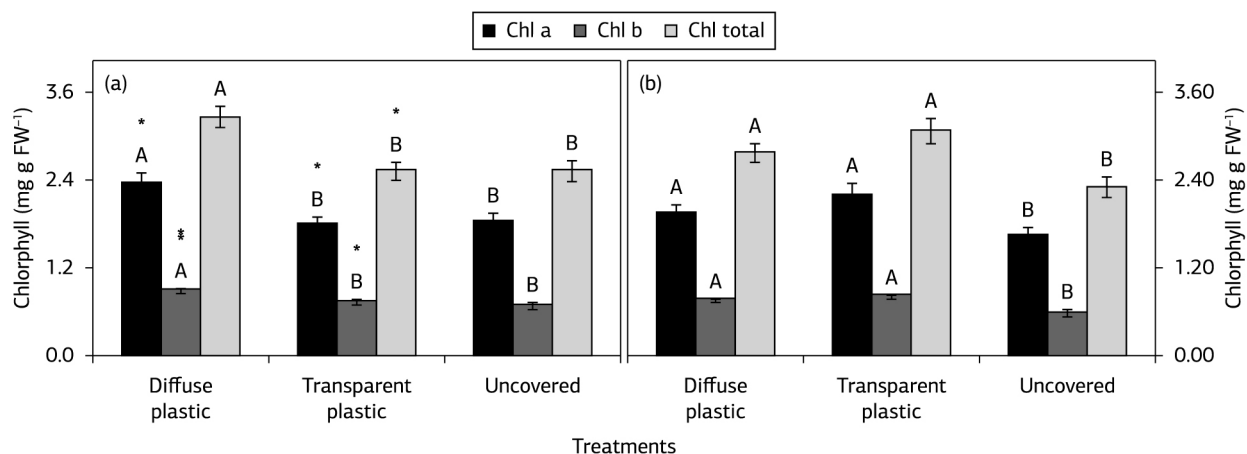 Chl a Chl b Chl total
(a) (b)
Chlorophyll (mg g FW⁻¹)
3.6
2.4
1.2
0.0
* A
** A
A
* B
* B
* B
B
B
B
A
A
A
A
A
A
B
B
B
3.60
2.40
1.20
0.00
Chlorophyll (mg g FW⁻¹)
Diffuse Transparent Uncovered Diffuse Transparent Uncovered
plastic plastic plastic plastic
Treatments